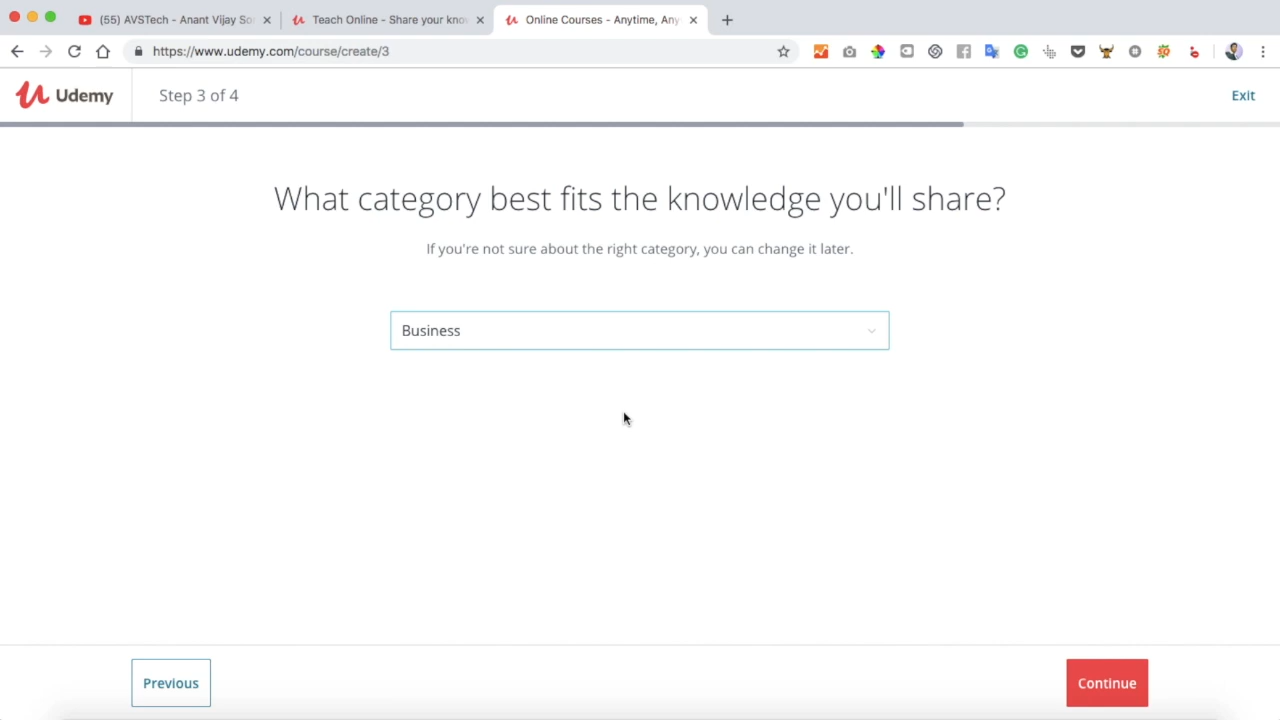 (55) AVSTech - Anant Vijay So
Teach Online - Share your kno
Online Courses - Anytime, Any
https://www.udemy.com/course/create/3
Udemy
Step 3 of 4
Exit
What category best fits the knowledge you'll share?
If you're not sure about the right category, you can change it later.
Business
Previous
Continue